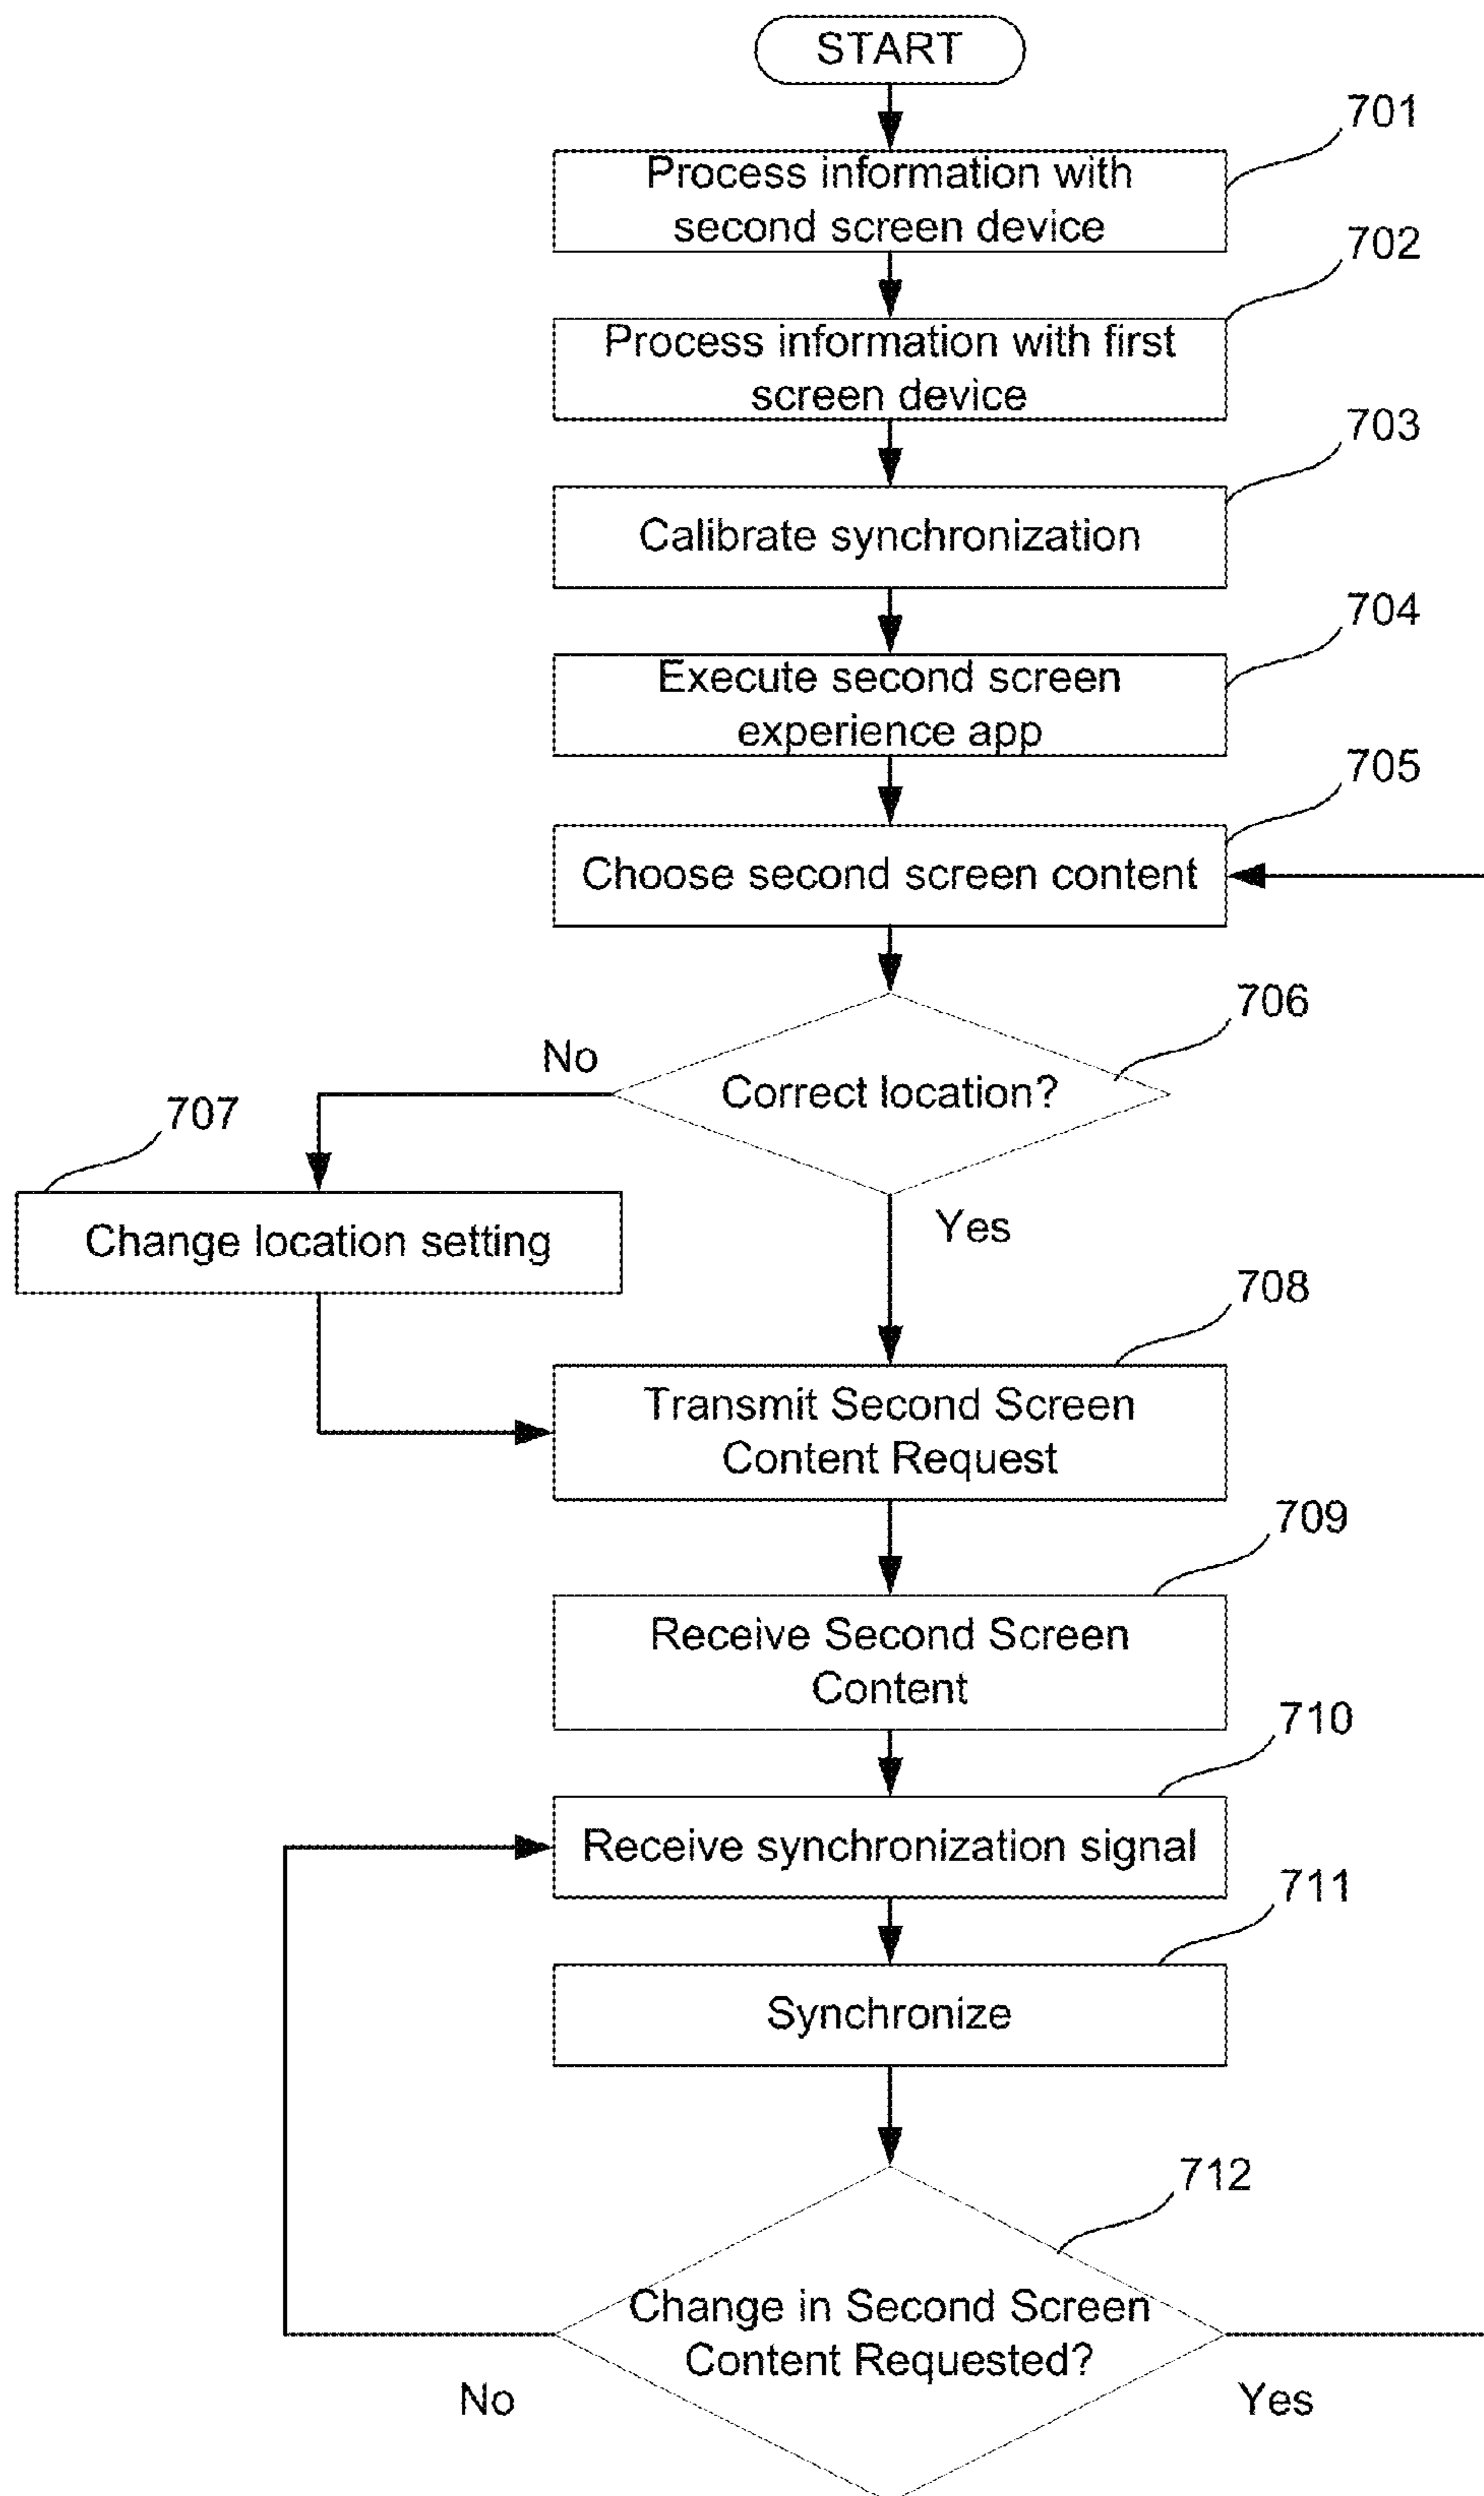 START
701
Process information with
second screen device
702
Process information with first
screen device
703
Calibrate synchronization
704
Execute second screen
experience app
705
Choose second screen content
706
No
Correct location?
707
Yes
Change location setting
708
Transmit Second Screen
Content Request
709
Receive Second Screen
Content
710
Receive synchronization signal
711
Synchronize
712
Change in Second Screen
Content Requested?
No
Yes